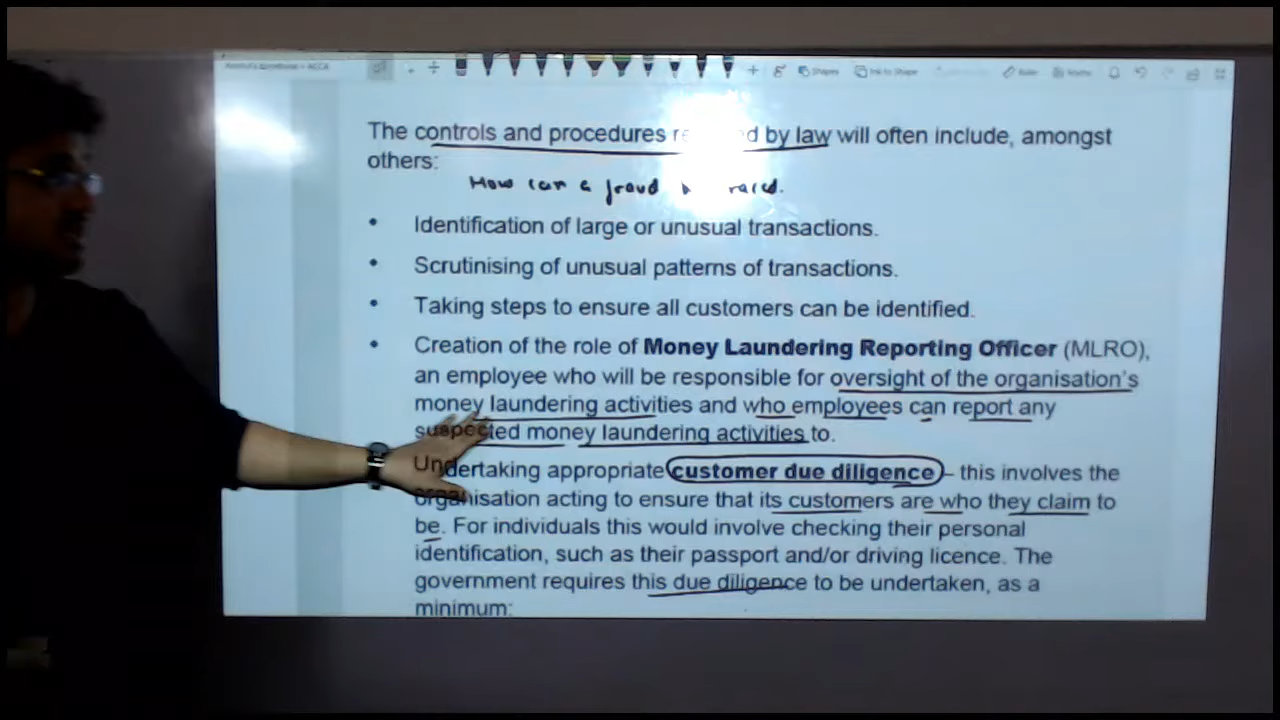 ACCA
Shapes Ink to Shape Ruler
The controls and procedures by law will often include, amongst
others:
How can a fraud
• Identification of large or unusual transactions.
• Scrutinising of unusual patterns of transactions.
• Taking steps to ensure all customers can be identified.
• Creation of the role of Money Laundering Reporting Officer (MLRO),
an employee who will be responsible for oversight of the organisation's
money laundering activities and who employees can report any
suspected money laundering activities to.
Undertaking appropriate customer due diligence – this involves the
organisation acting to ensure that its customers are who they claim to
be. For individuals this would involve checking their personal
identification, such as their passport and/or driving licence. The
government requires this due diligence to be undertaken, as a
minimum: